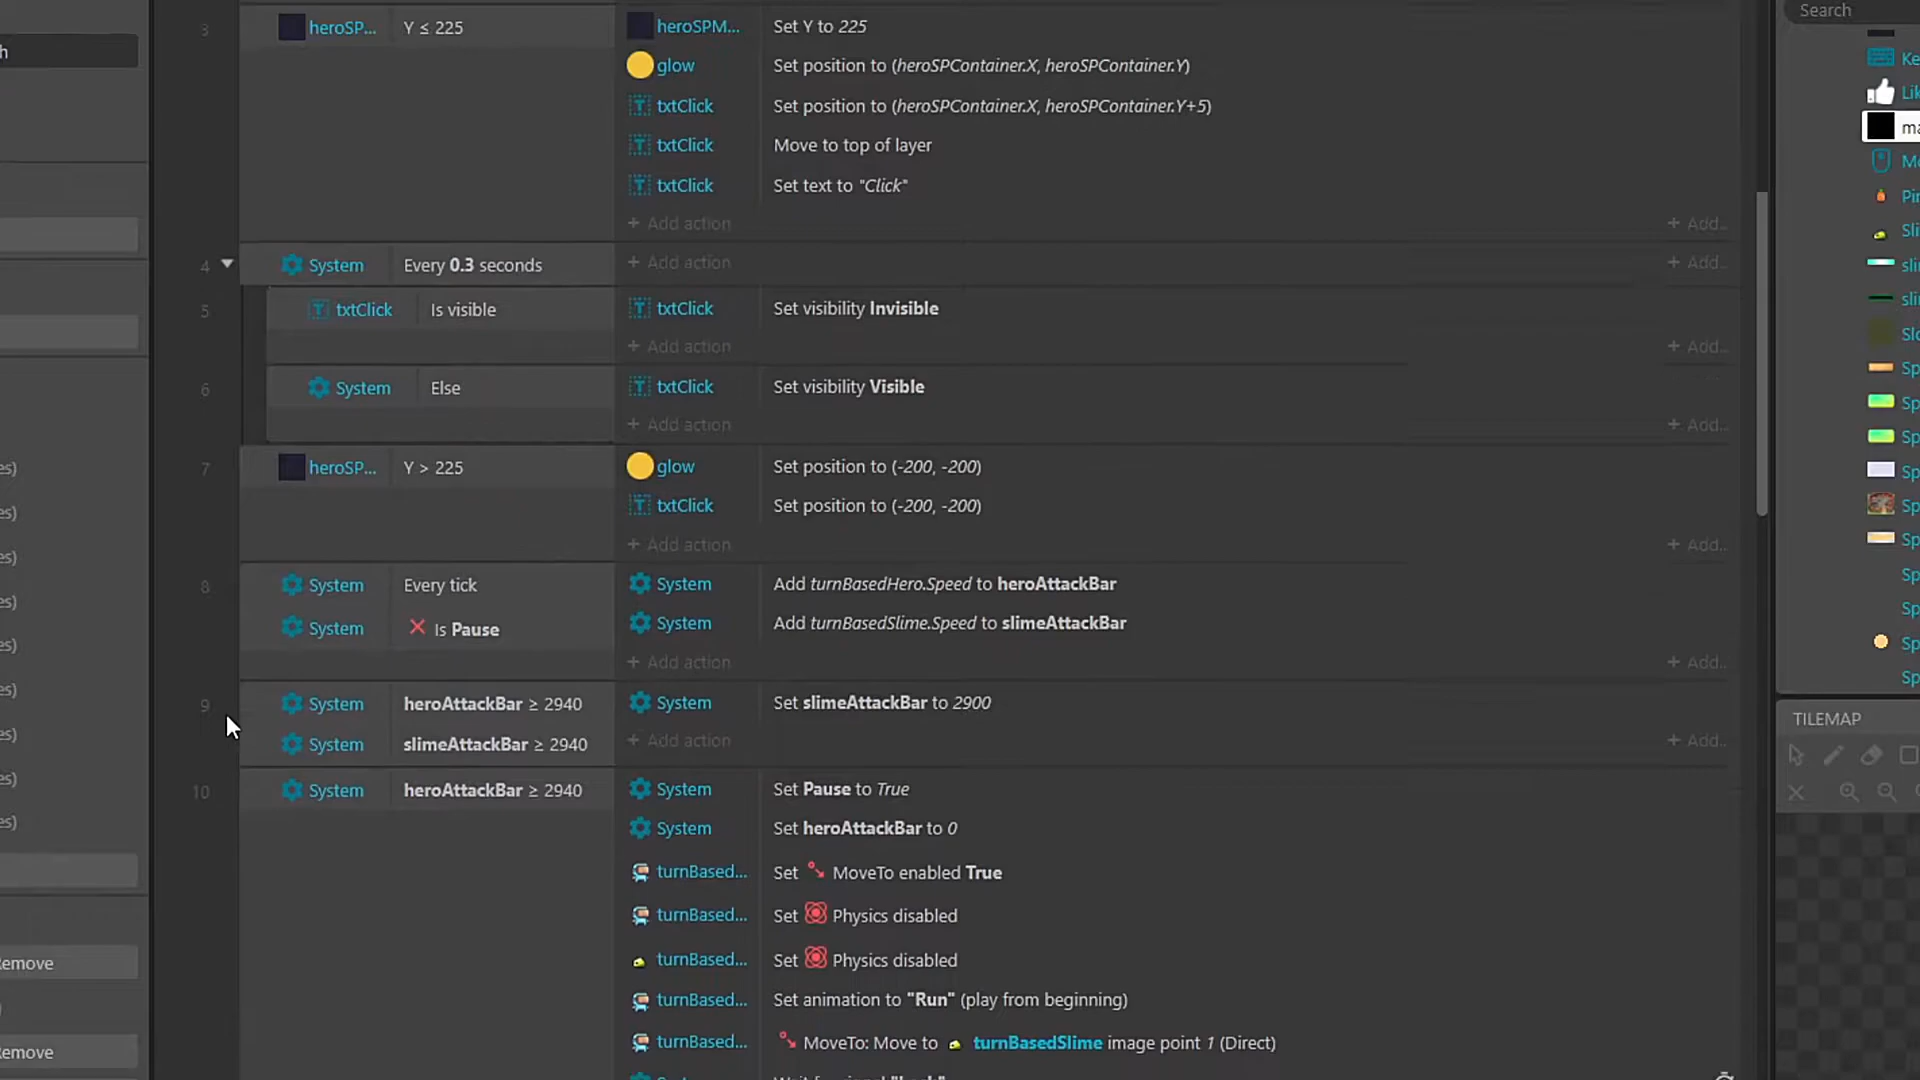 Search
3 heroSP... Y ≤ 225 heroSPM... Set Y to 225
glow Set position to (heroSPContainer.X, heroSPContainer.Y)
txtClick Set position to (heroSPContainer.X, heroSPContainer.Y+5)
txtClick Move to top of layer
txtClick Set text to "Click"
+ Add action + Add..
4 System Every 0.3 seconds + Add action + Add..
5 txtClick Is visible txtClick Set visibility Invisible
+ Add action + Add..
6 System Else txtClick Set visibility Visible
+ Add action + Add..
7 heroSP... Y > 225 glow Set position to (-200, -200)
txtClick Set position to (-200, -200)
+ Add action + Add..
8 System Every tick System Add turnBasedHero.Speed to heroAttackBar
System Is Pause System Add turnBasedSlime.Speed to slimeAttackBar
+ Add action + Add..
9 System heroAttackBar ≥ 2940 System Set slimeAttackBar to 2900
System slimeAttackBar ≥ 2940 + Add action + Add..
10 System heroAttackBar ≥ 2940 System Set Pause to True
System Set heroAttackBar to 0
turnBased... Set MoveTo enabled True
turnBased... Set Physics disabled
turnBased... Set Physics disabled
turnBased... Set animation to "Run" (play from beginning)
turnBased... MoveTo: Move to turnBasedSlime image point 1 (Direct)
TILEMAP